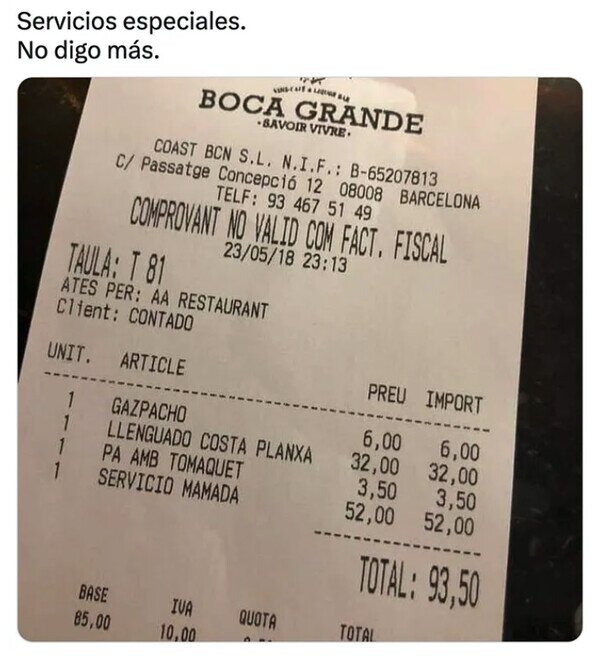 Servicios especiales.
No digo más.
BOCA GRANDE
·SAVOIR VIVRE·
COAST BCN S.L. N.I.F.: B-65207813
C/ Passatge Concepció 12 08008 BARCELONA
TELF: 93 467 51 49
COMPROVANT NO VALID COM FACT. FISCAL
23/05/18 23:13
TAULA: T 81
ATES PER: AA RESTAURANT
Client: CONTADO
UNIT. ARTICLE PREU IMPORT
1 GAZPACHO 6,00 6,00
1 LLENGUADO COSTA PLANXA 32,00 32,00
1 PA AMB TOMAQUET 3,50 3,50
1 SERVICIO MAMADA 52,00 52,00
TOTAL: 93,50
BASE IVA QUOTA TOTAL
85,00 10,00